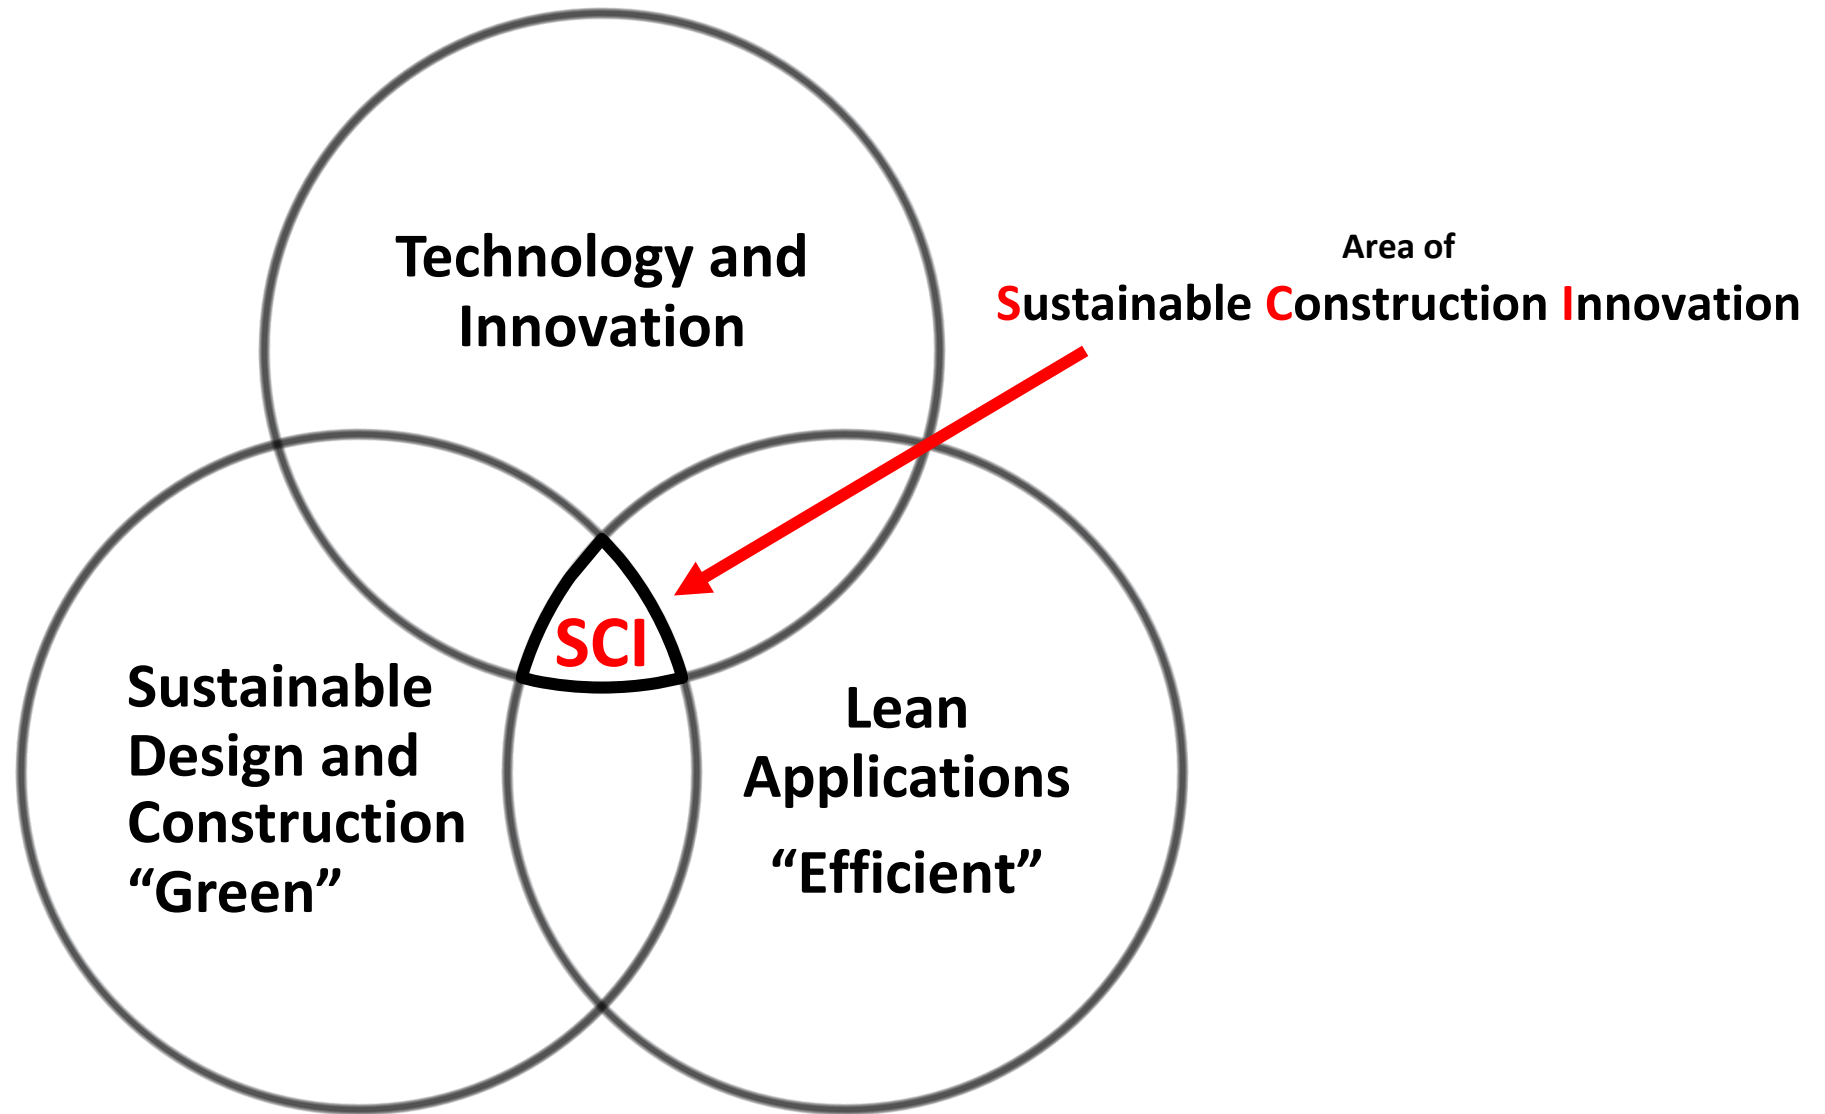 Technology and
Innovation
Area of
Sustainable Construction Innovation
SCI
Sustainable
Design and
Construction
“Green”
Lean
Applications
“Efficient”